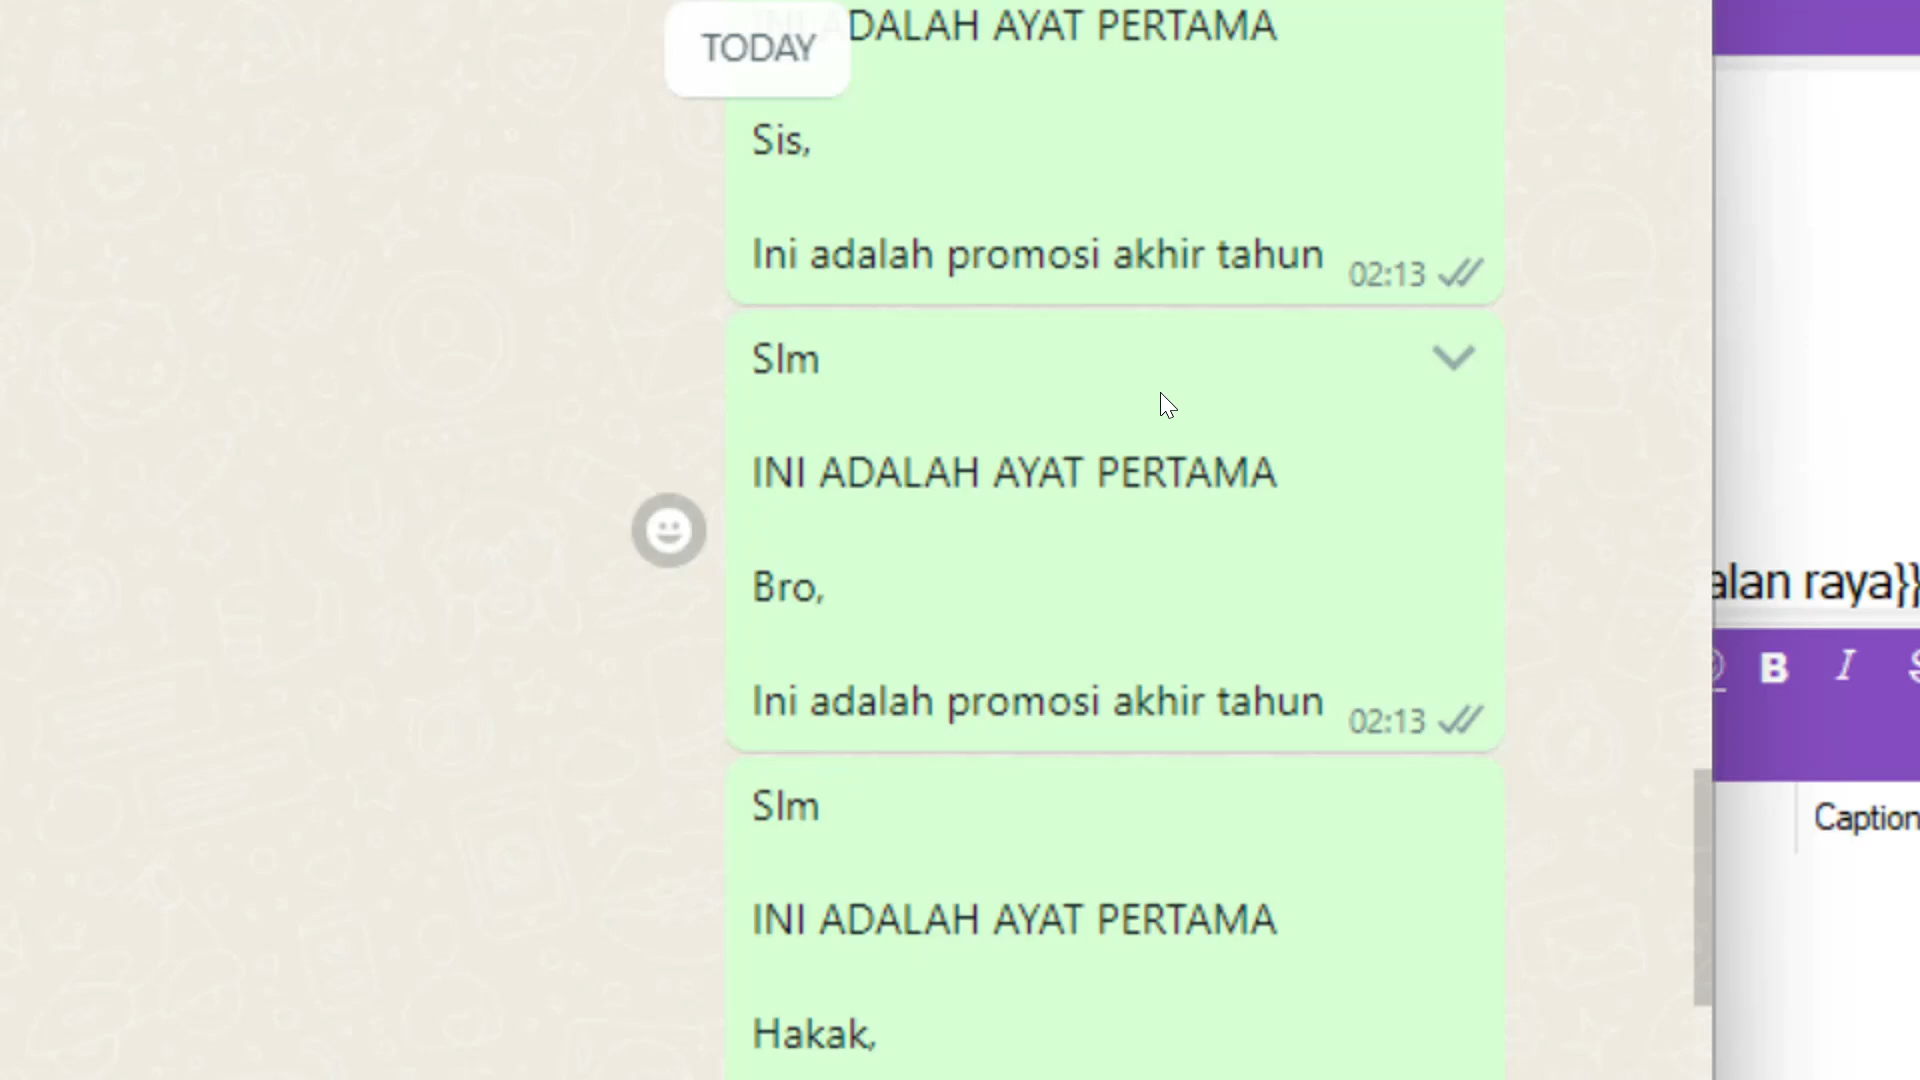 ADALAH AYAT PERTAMA
TODAY
Sis,
Ini adalah promosi akhir tahun
02:13
Slm
INI ADALAH AYAT PERTAMA
Bro,
Ini adalah promosi akhir tahun
02:13
Slm
INI ADALAH AYAT PERTAMA
Hakak,
alan raya}}
B I
Caption